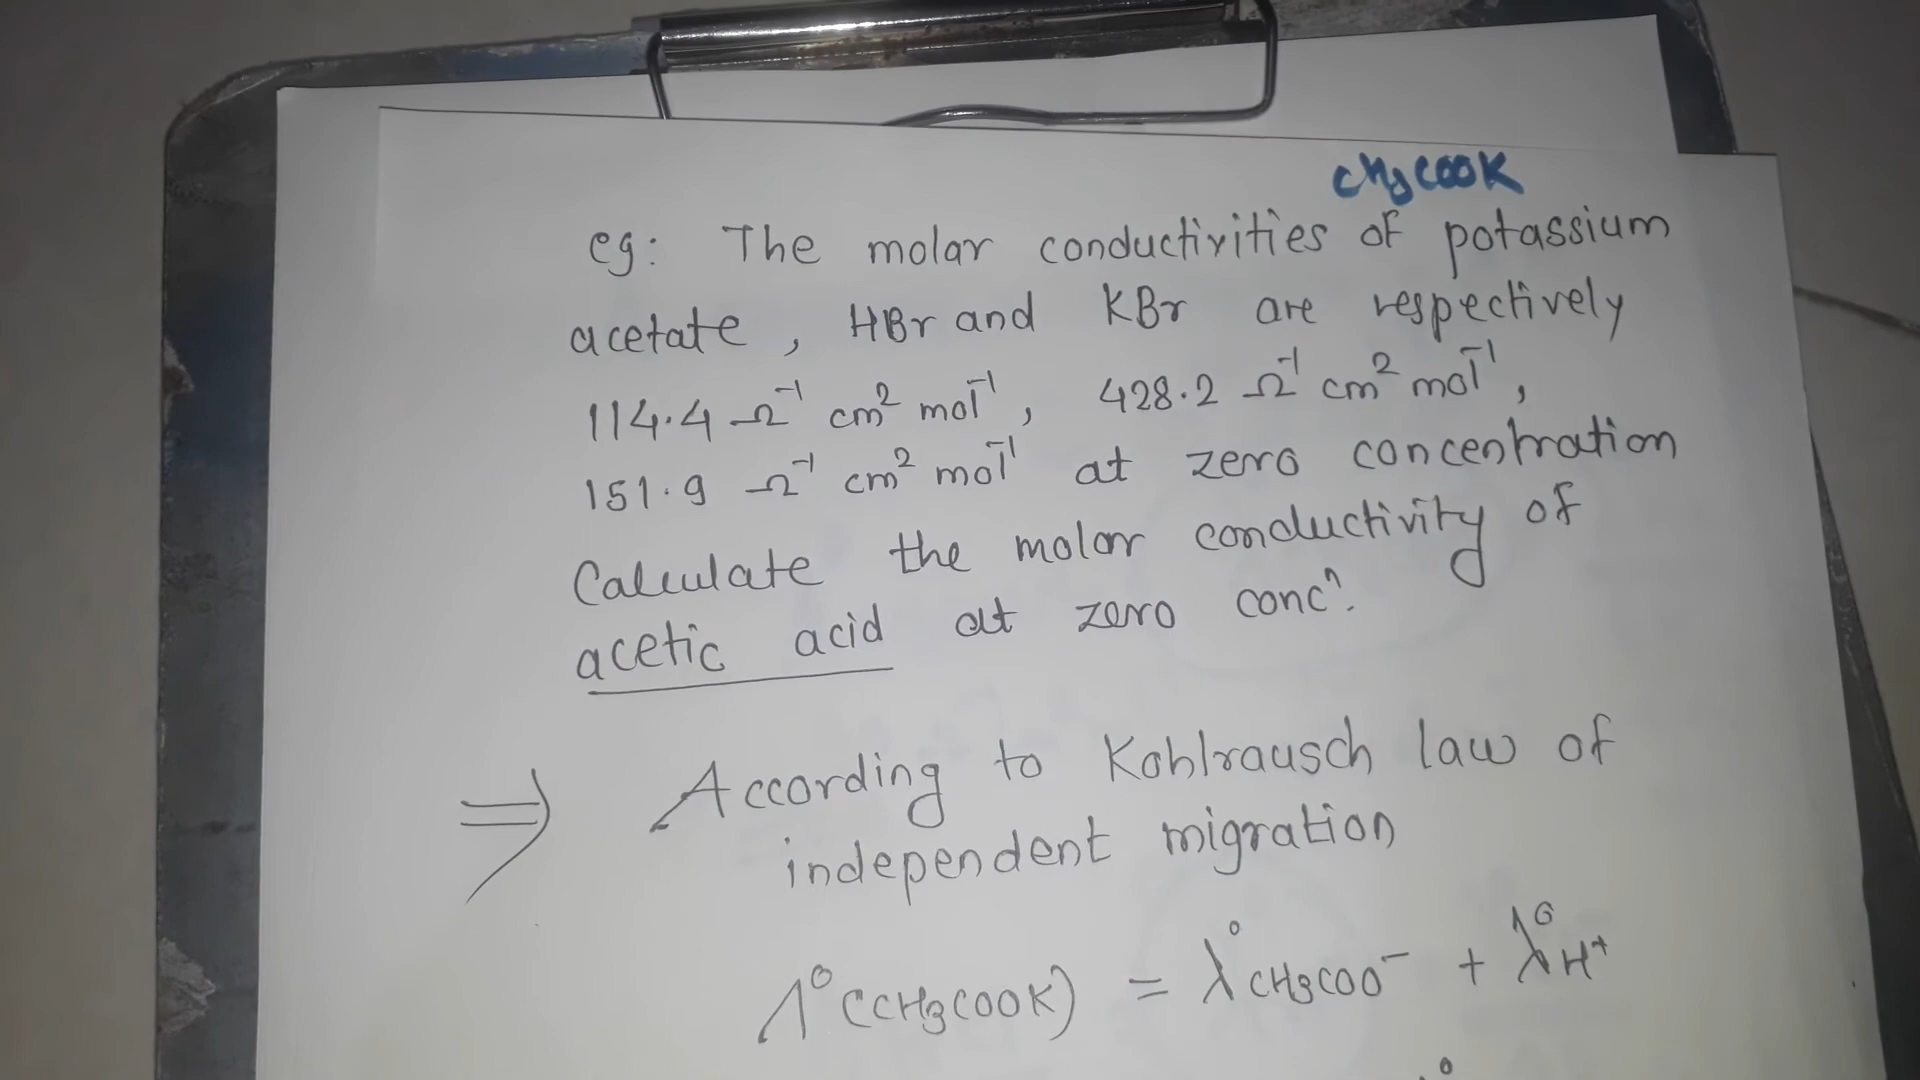 CH3COOK
eg: The molar conductivities of potassium
acetate, HBr and KBr are respectively
114.4 Ω⁻¹ cm² mol⁻¹, 428.2 Ω⁻¹ cm² mol⁻¹,
151.9 Ω⁻¹ cm² mol⁻¹ at zero concentration
Calculate the molar conductivity of
acetic acid at zero concⁿ.
⇒ According to Kohlrausch law of
independent migration
Λ° (CH3COOK) = λ° CH3COO⁻ + λ° H⁺